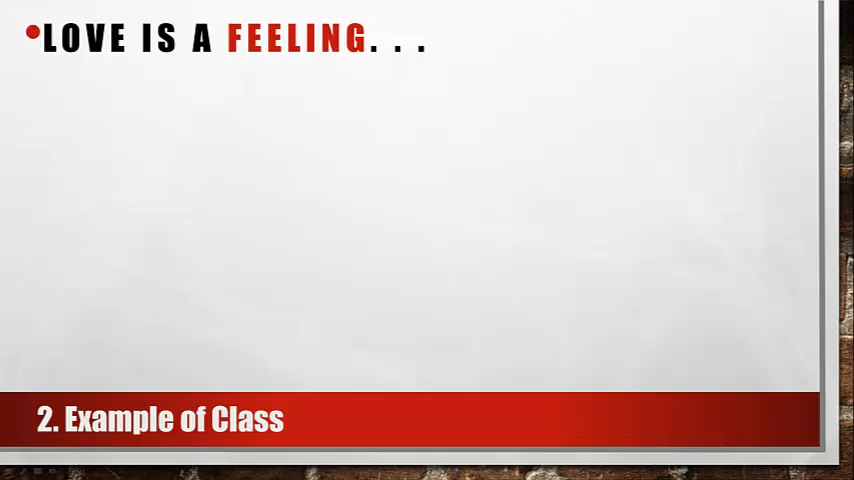 •LOVE IS A FEELING. . .
2. Example of Class